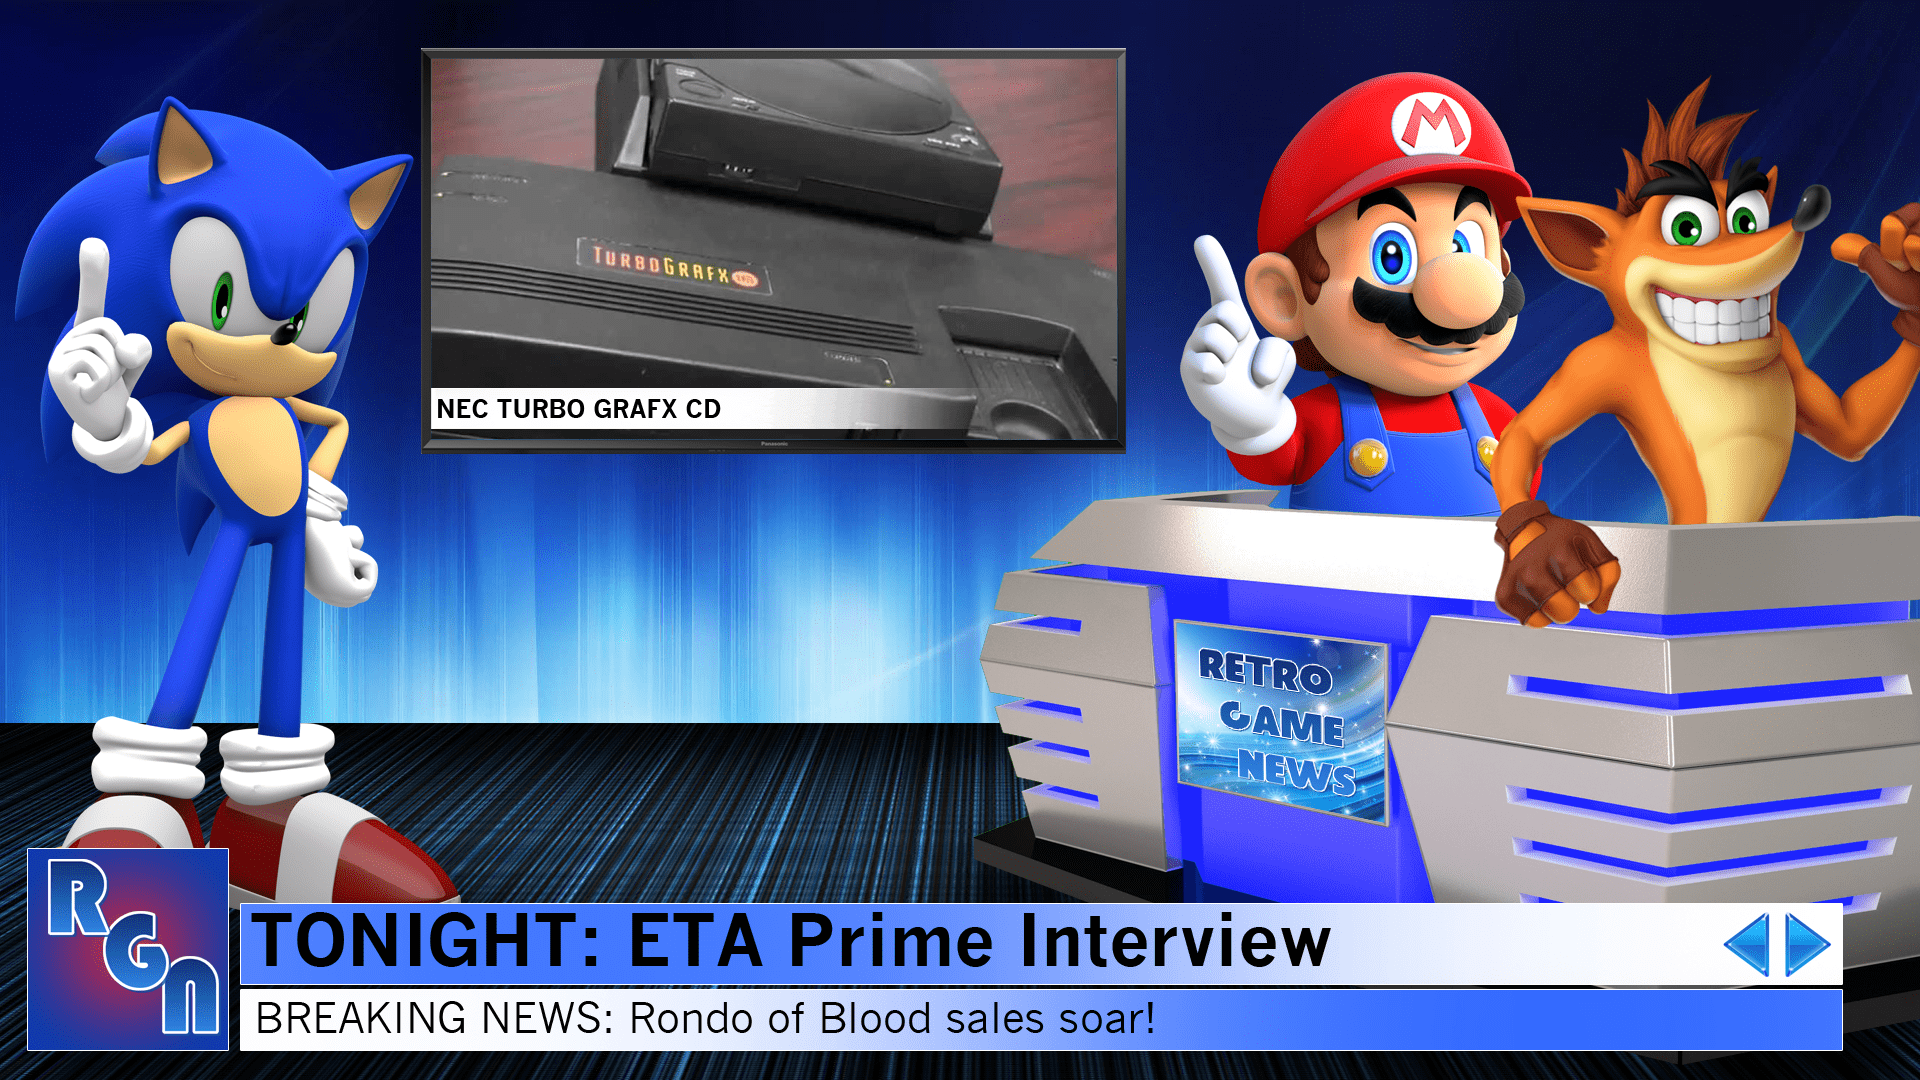 M
TURBOGRAFX
NEC TURBO GRAFX CD
Panasonic
RETRO
GAME
NEWS
RGN
TONIGHT: ETA Prime Interview
BREAKING NEWS: Rondo of Blood sales soar!